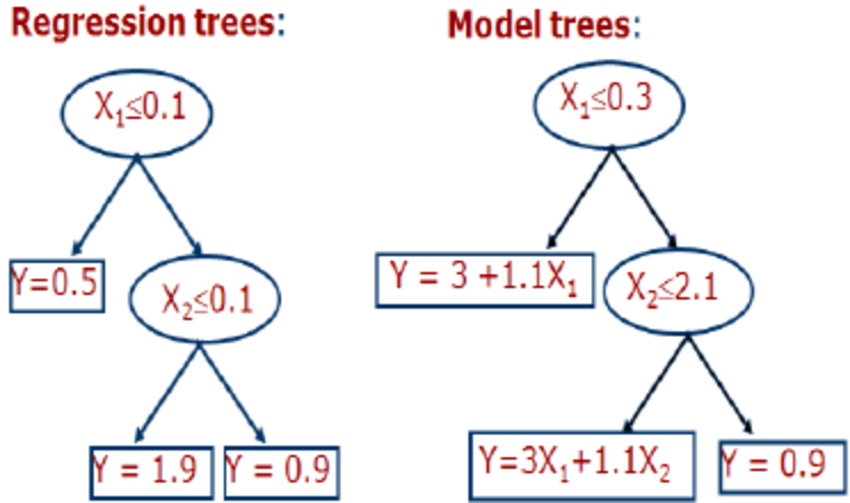 Regression trees:
X₁≤0.1
Y=0.5
X₂≤0.1
Y = 1.9
Y = 0.9
Model trees:
X₁≤0.3
Y = 3 +1.1X₁
X₂≤2.1
Y=3X₁+1.1X₂
Y = 0.9